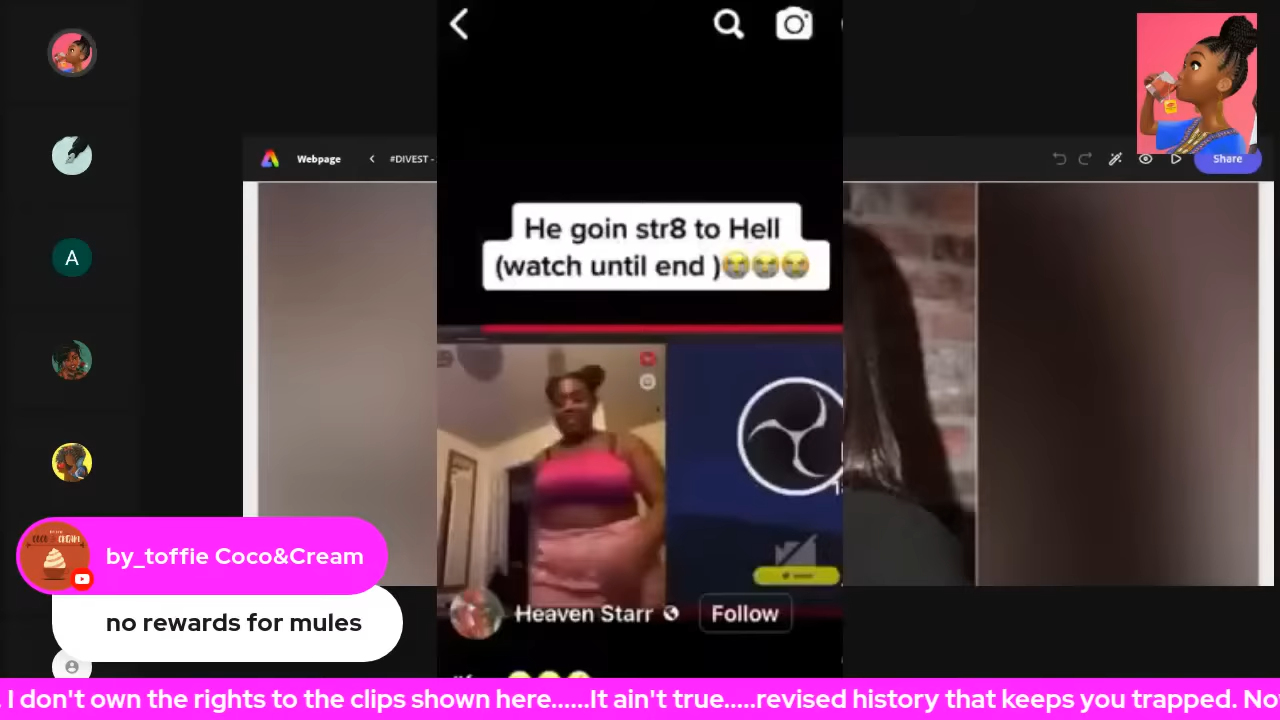 Webpage
#DIVEST -
Share
He goin str8 to Hell
(watch until end )😭😭😭
A
by_toffie Coco&Cream
no rewards for mules
Heaven Starr
Follow
. I don't own the rights to the clips shown here......It ain't true.....revised history that keeps you trapped. No